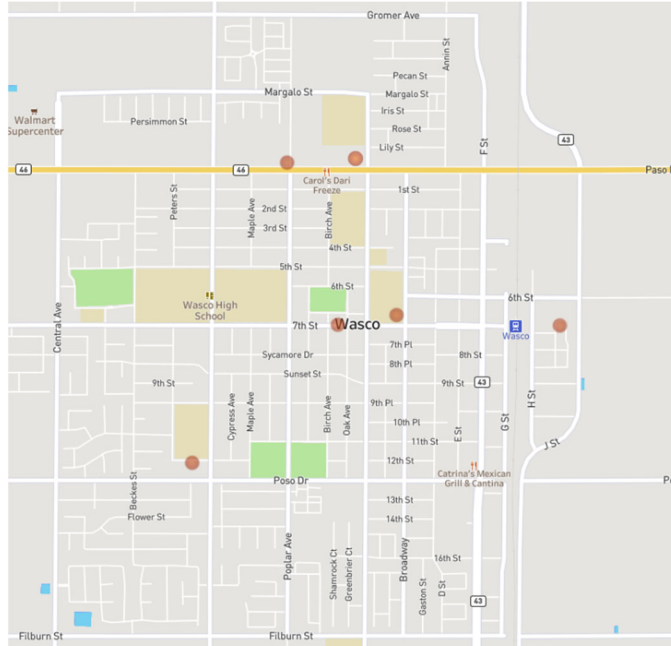 Gromer Ave
Annin St
Pecan St
Margalo St
Margalo St
Walmart
Supercenter
Persimmon St
Iris St
Rose St
Lily St
F St
43
46
46
Paso
Carol's Dari
Freeze
Peters St
Maple Ave
Birch Ave
1st St
2nd St
3rd St
4th St
5th St
6th St
6th St
Wasco High
School
Central Ave
7th St
Wasco
Wasco
7th Pl
8th Pl
Sycamore Dr
8th St
Sunset St
9th St
9th St
43
9th Pl
Cypress Ave
Maple Ave
Birch Ave
Oak Ave
10th Pl
11th St
12th St
E St
G St
H St
J St
Catrina's Mexican
Grill & Cantina
Poso Dr
Beckes St
Flower St
13th St
14th St
Poplar Ave
Shamrock Ct
Greenbrier Ct
Broadway
16th St
Gaston St
D St
43
Filburn St
Filburn St